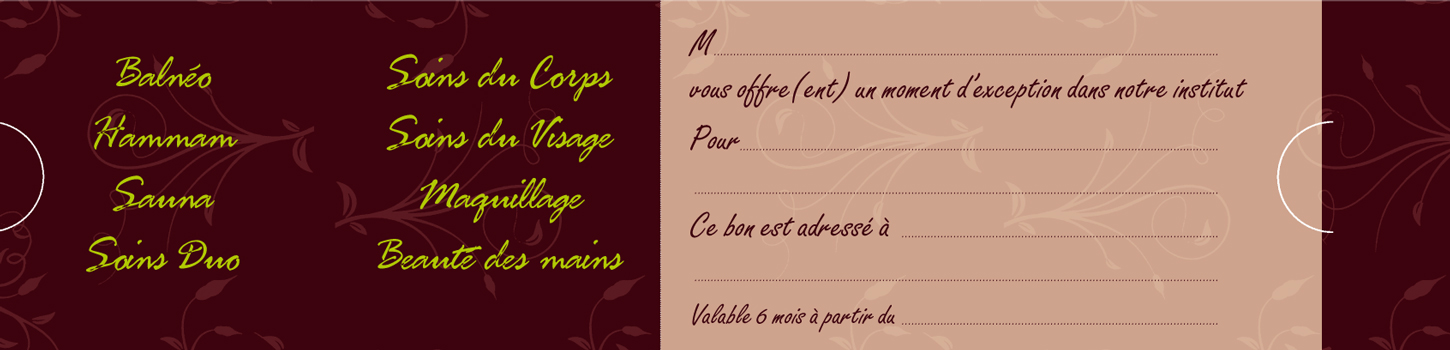 Balnéo
Hammam
Sauna
Soins Duo
Soins du Corps
Soins du Visage
Maquillage
Beauté des mains
M
vous offre(ent) un moment d'exception dans notre institut
Pour
Ce bon est adressé à
Valable 6 mois à partir du